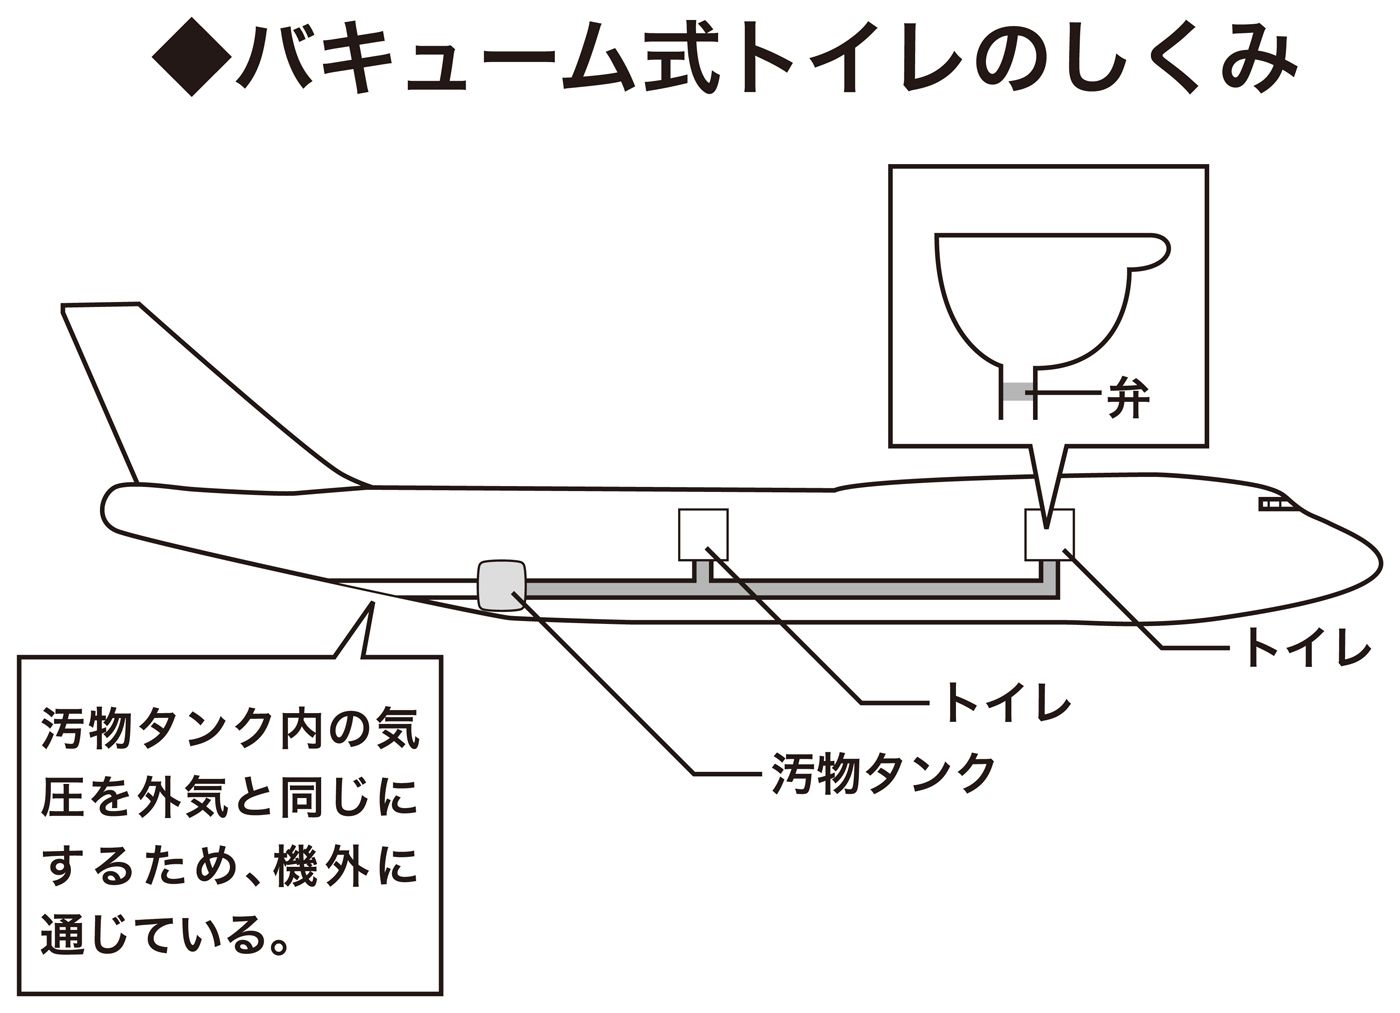 ◆バキューム式トイレのしくみ
弁
トイレ
トイレ
汚物タンク
汚物タンク内の気
圧を外気と同じに
するため、機外に
通じている。